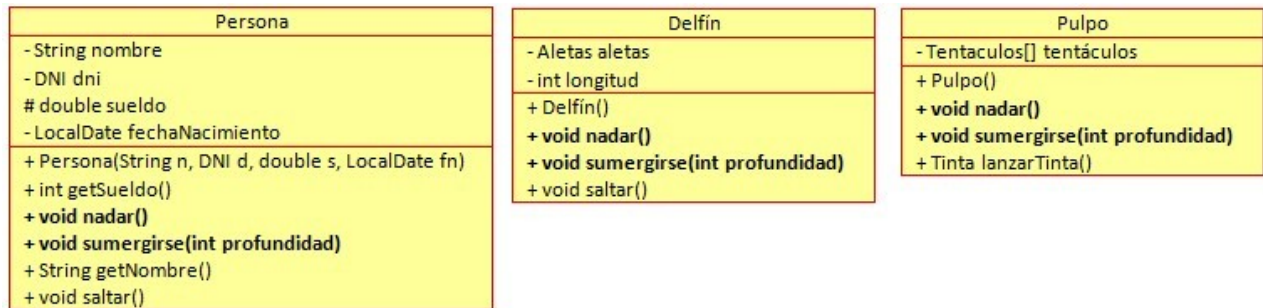 Persona
- String nombre
- DNI dni
# double sueldo
- LocalDate fechaNacimiento
+ Persona(String n, DNI d, double s, LocalDate fn)
+ int getSueldo()
+ void nadar()
+ void sumergirse(int profundidad)
+ String getNombre()
+ void saltar()
Delfín
- Aletas aletas
- int longitud
+ Delfín()
+ void nadar()
+ void sumergirse(int profundidad)
+ void saltar()
Pulpo
- Tentaculos[] tentáculos
+ Pulpo()
+ void nadar()
+ void sumergirse(int profundidad)
+ Tinta lanzarTinta()